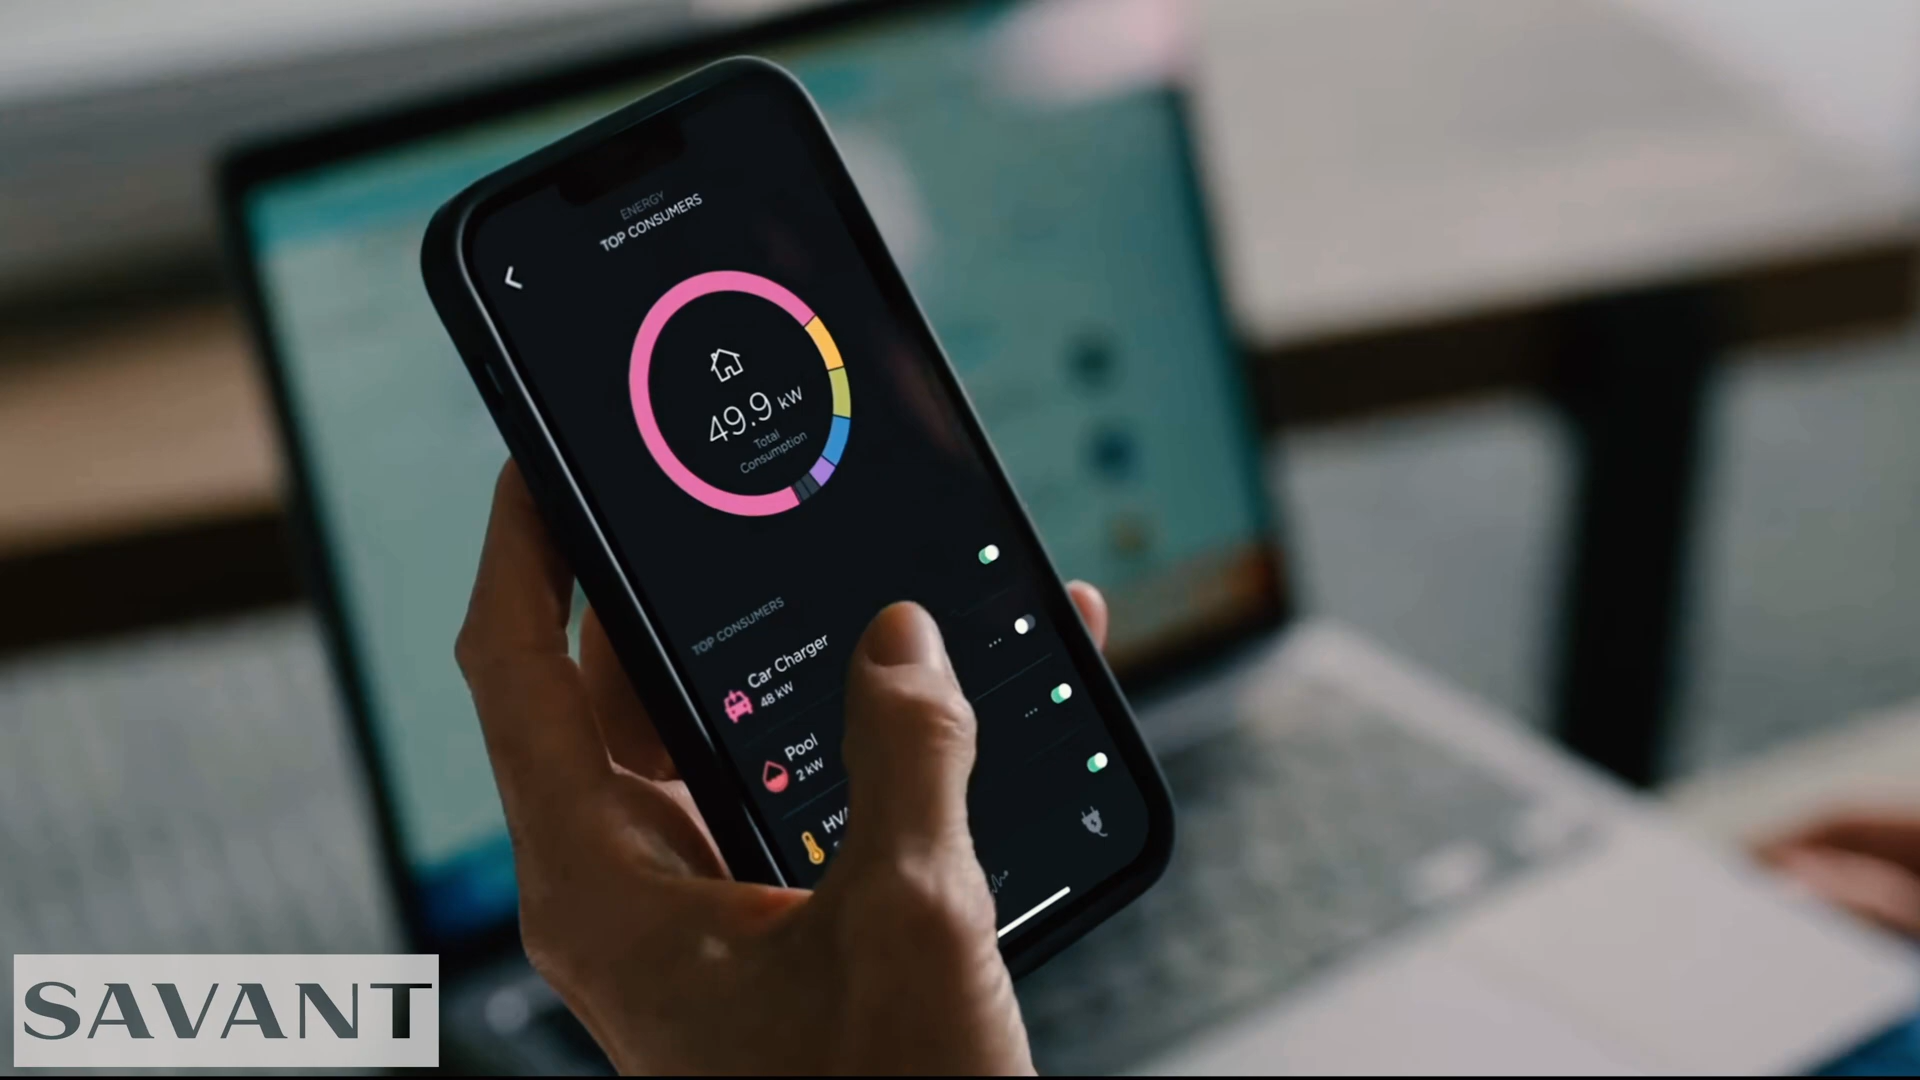 ENERGY
TOP CONSUMERS
49.9 kW
Total
Consumption
TOP CONSUMERS
Car Charger
48 kW
Pool
2 kW
SAVANT